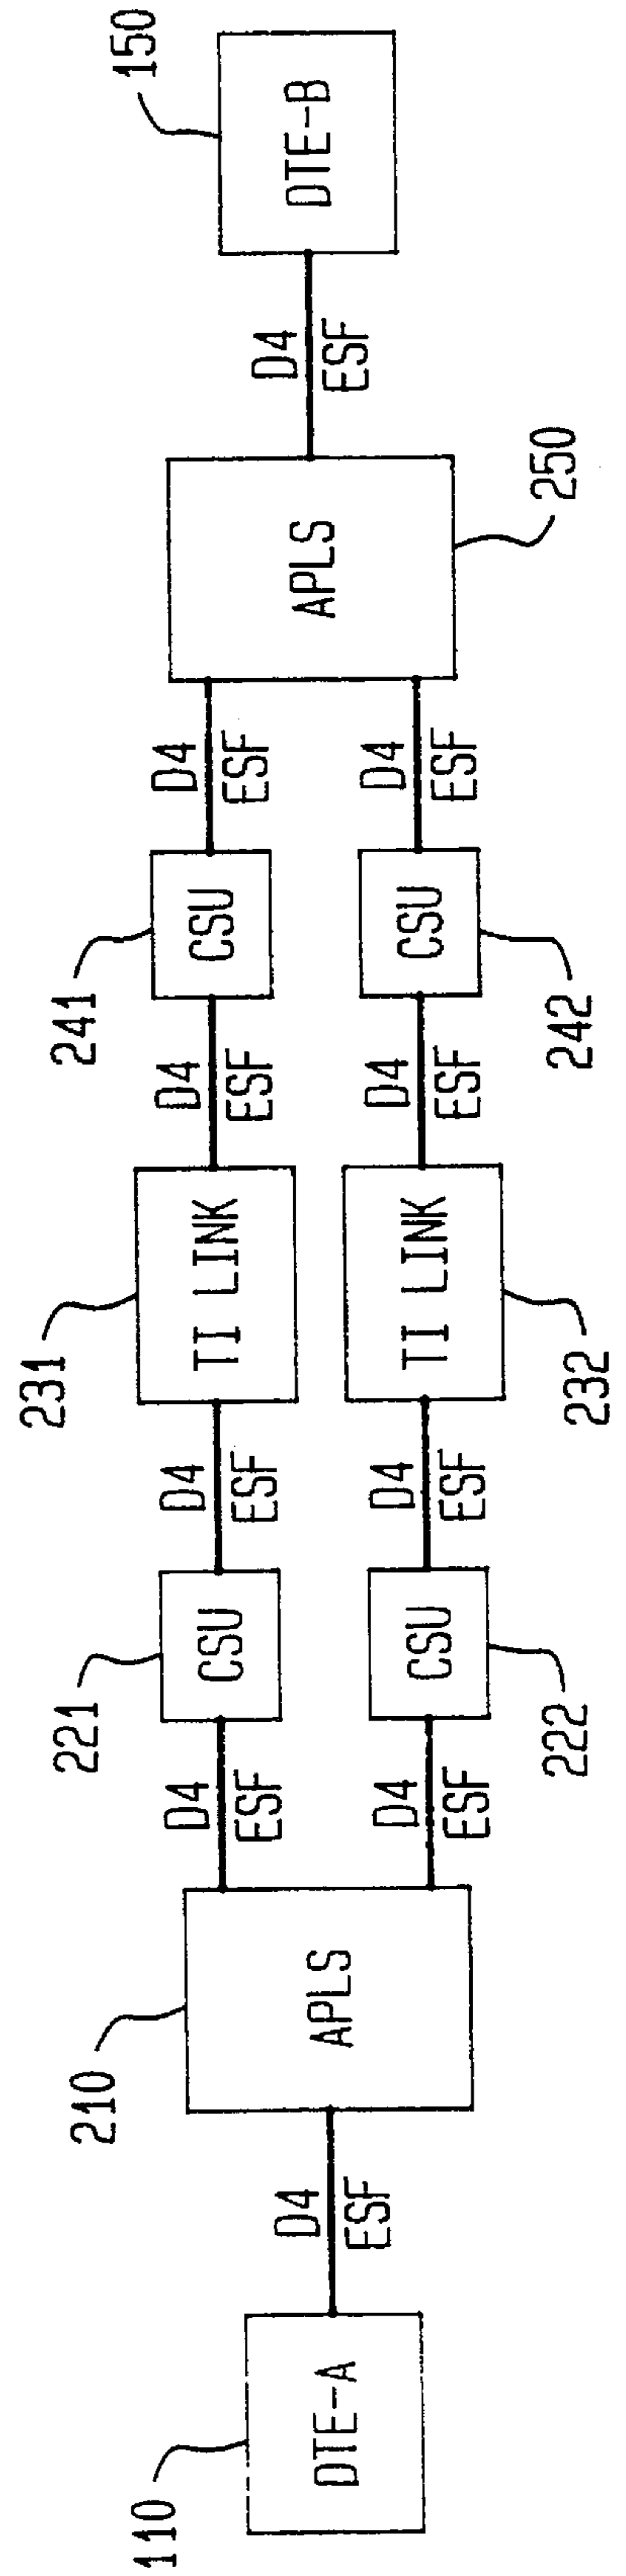 110
DTE-A
D4
ESF
210
APLS
D4
ESF
221
CSU
D4
ESF
231
TI LINK
D4
ESF
241
CSU
D4
ESF
D4
ESF
222
CSU
D4
ESF
232
TI LINK
D4
ESF
242
CSU
D4
ESF
APLS
250
D4
ESF
DTE-B
150